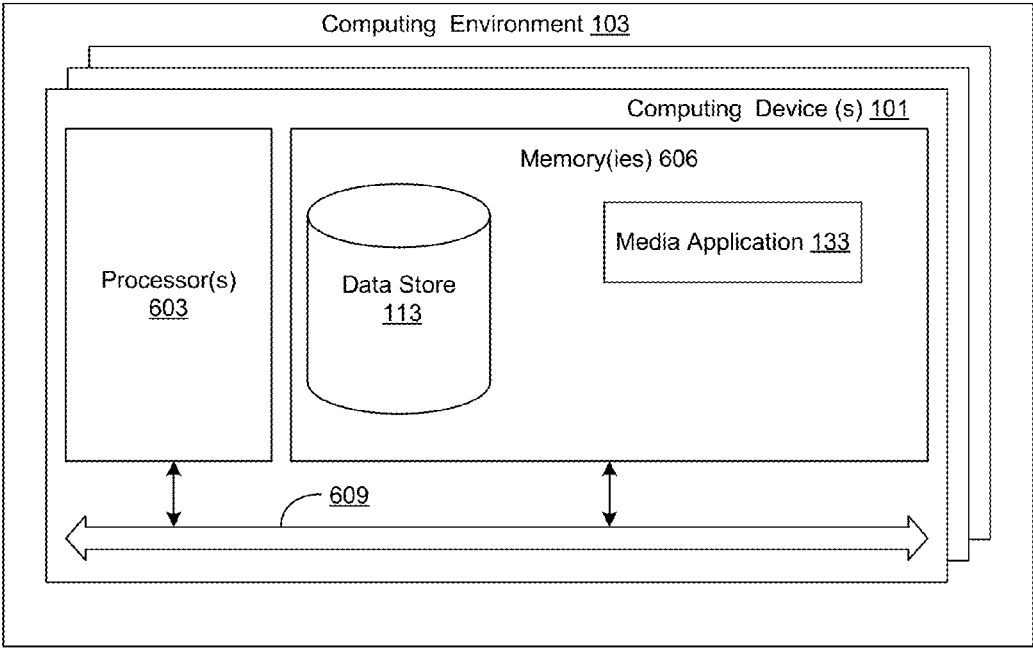 Computing Environment 103
Computing Device (s) 101
Memory(ies) 606
Media Application 133
Processor(s)
603
Data Store
113
609